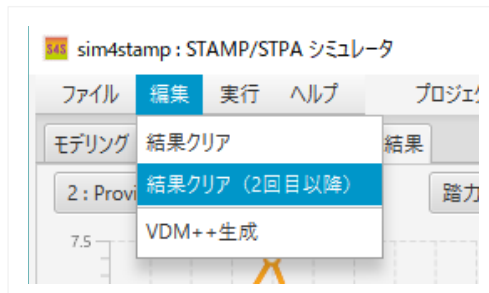 S4S sim4stamp : STAMP/STPA シミュレータ
ファイル 編集 実行 ヘルプ プロジェク
モデリング 結果クリア 結果
2 : Provi 結果クリア（2回目以降） 踏力
VDM++生成
7.5